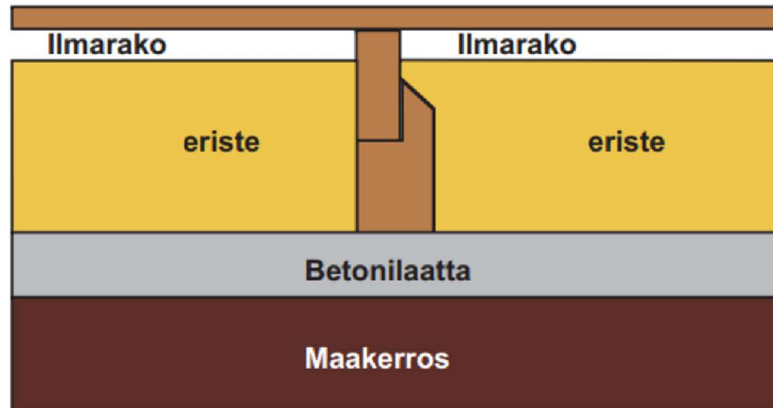 Ilmarako Ilmarako
eriste eriste
Betonilaatta
Maakerros